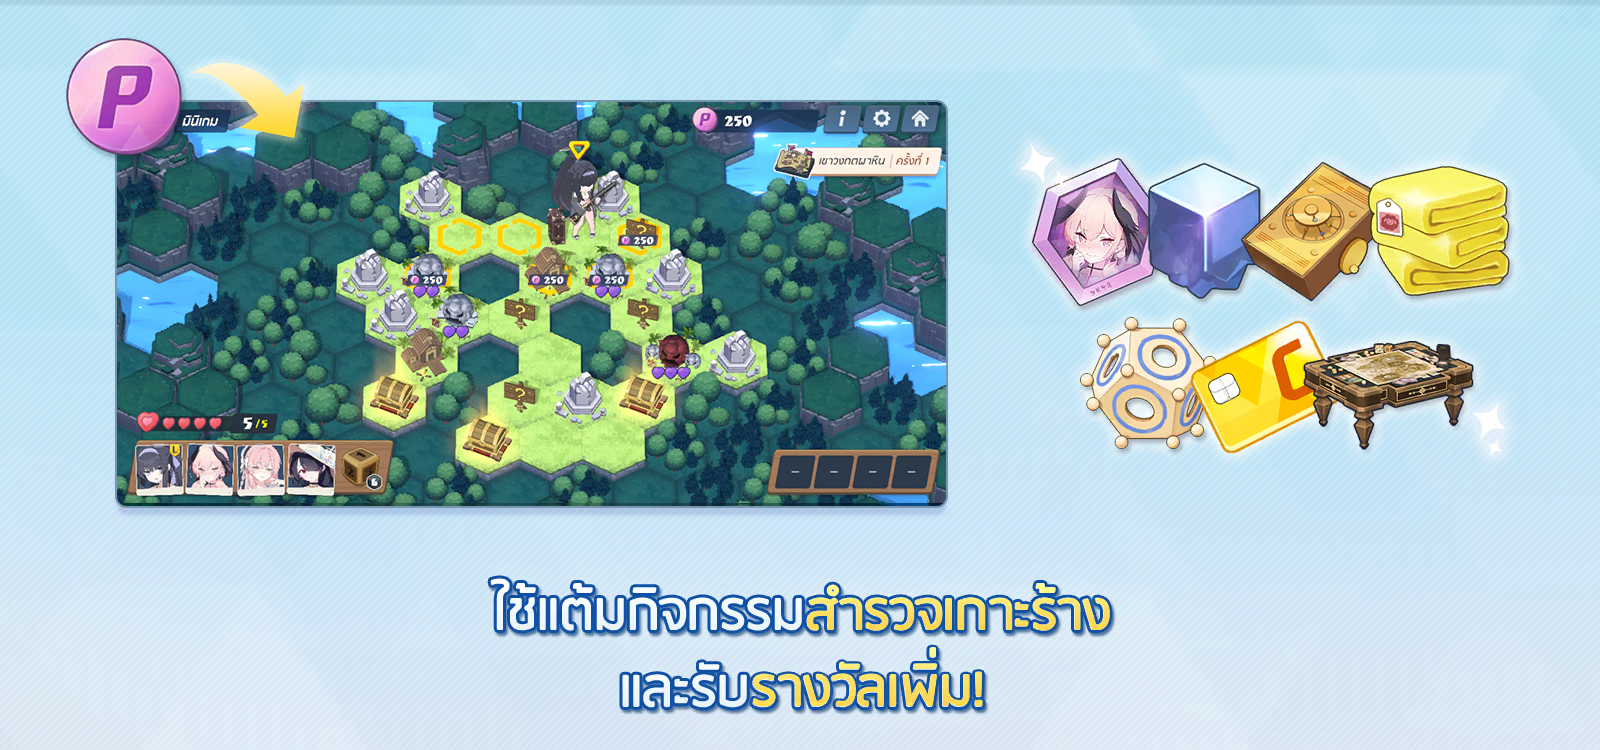 P
มินิเกม
P 250
i
เขาวงกตผาหิน | ครั้งที่ 1
?
P 250
P 250
P 250
P 250
?
?
?
5/5
L
6
- - - -
C
ใช้แต้มกิจกรรมสำรวจเกาะร้าง
และรับรางวัลเพิ่ม!